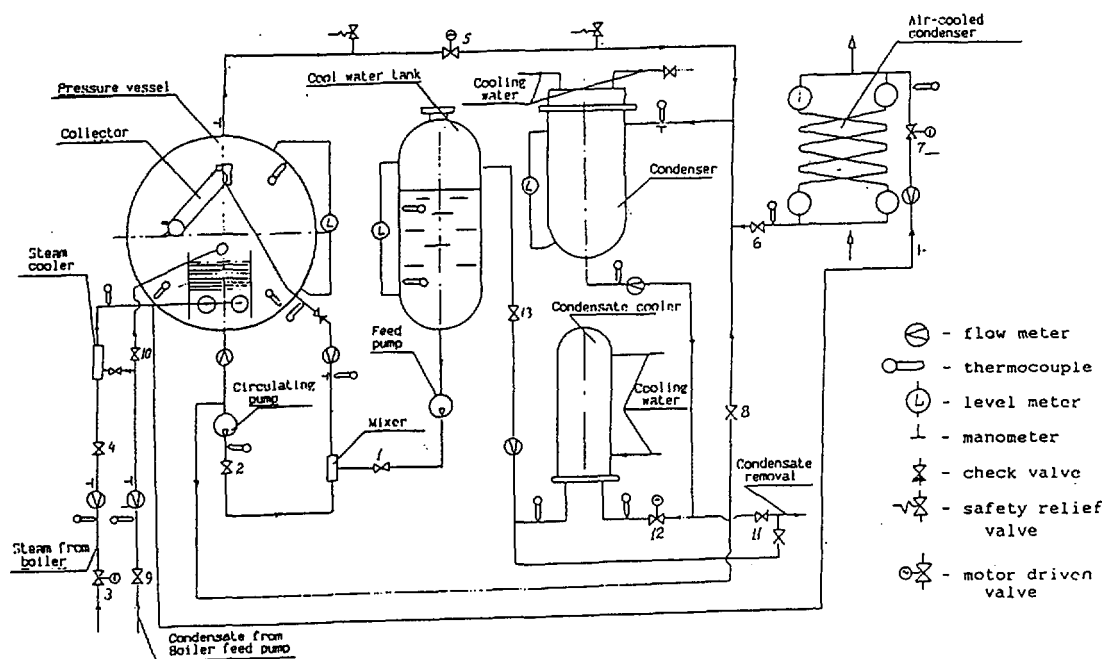 5
Air-cooled
condenser
Cool water tank
Cooling
water
Pressure vessel
Collector
i
7
L
L
L
Condenser
6
Steam
cooler
13
Condensate cooler
10
Feed
pump
Circulating
pump
Cooling
water
8
4
Mixer
1
2
Condensate
removal
12
11
Steam from
boiler
3
9
Condensate from
Boiler feed pump
- flow meter
- thermocouple
L - level meter
- manometer
- check valve
- safety relief
valve
- motor driven
valve